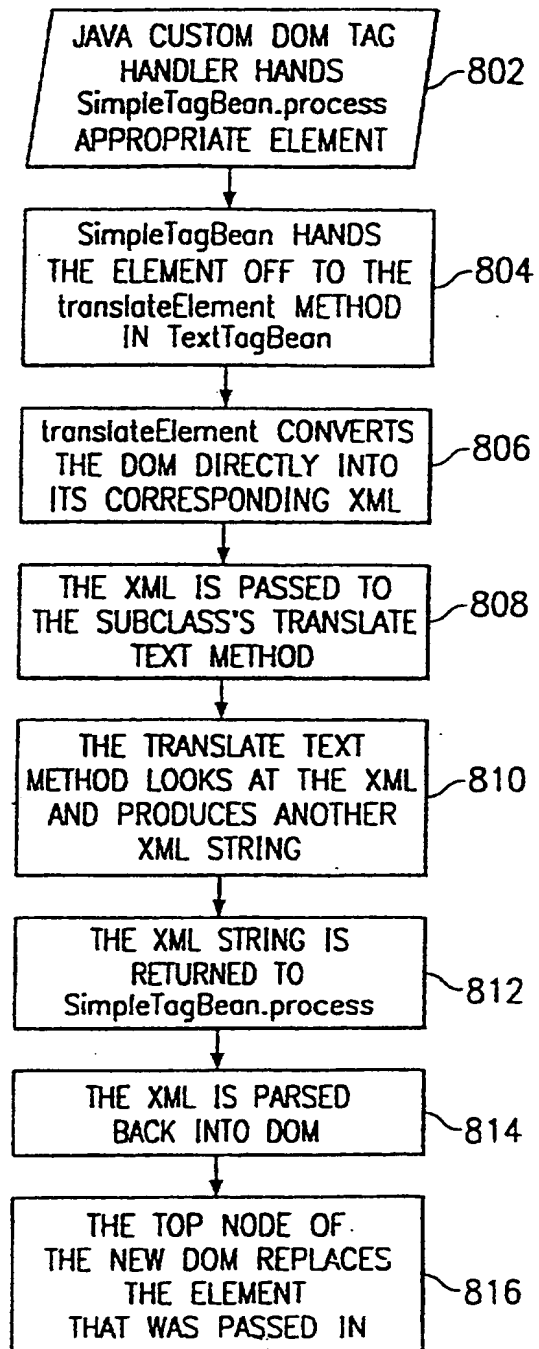 JAVA CUSTOM DOM TAG
HANDLER HANDS
SimpleTagBean.process
APPROPRIATE ELEMENT
802
SimpleTagBean HANDS
THE ELEMENT OFF TO THE
translateElement METHOD
IN TextTagBean
804
translateElement CONVERTS
THE DOM DIRECTLY INTO
ITS CORRESPONDING XML
806
THE XML IS PASSED TO
THE SUBCLASS'S TRANSLATE
TEXT METHOD
808
THE TRANSLATE TEXT
METHOD LOOKS AT THE XML
AND PRODUCES ANOTHER
XML STRING
810
THE XML STRING IS
RETURNED TO
SimpleTagBean.process
812
THE XML IS PARSED
BACK INTO DOM
814
THE TOP NODE OF
THE NEW DOM REPLACES
THE ELEMENT
THAT WAS PASSED IN
816